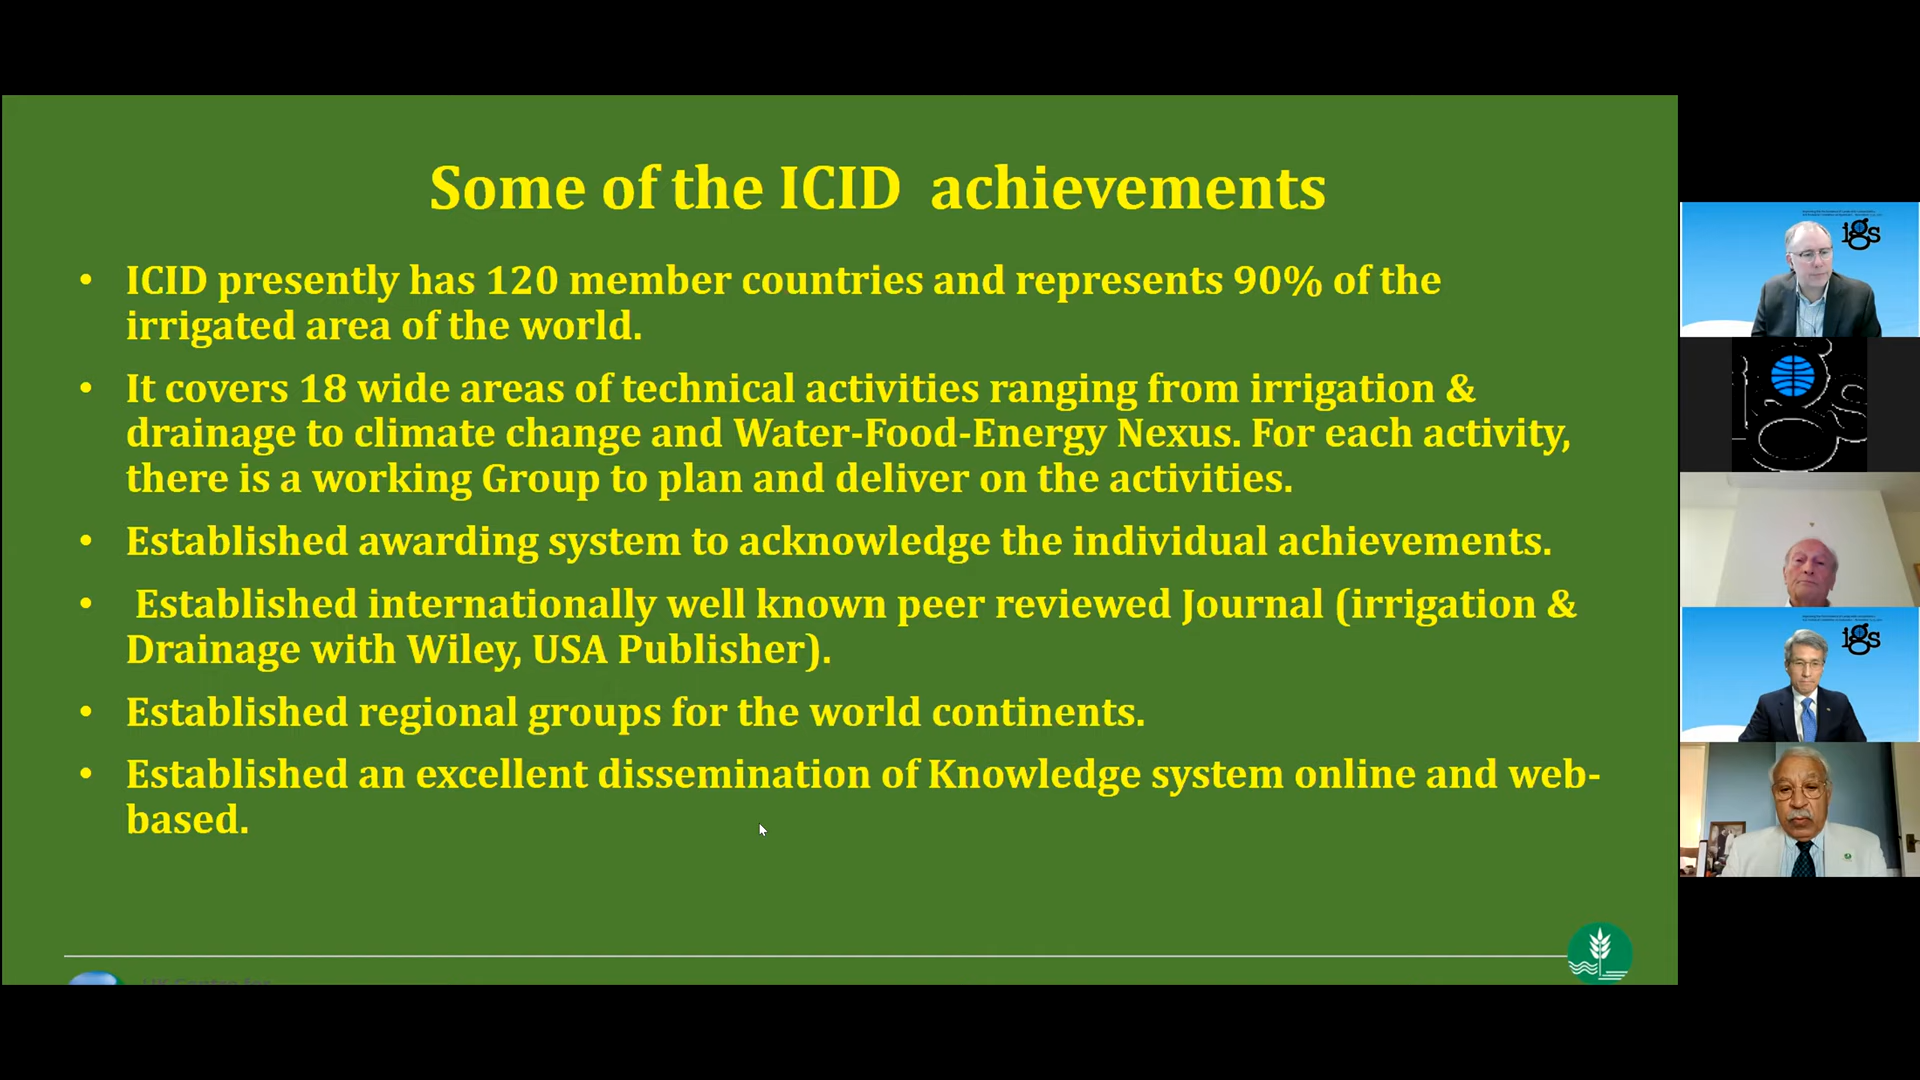 Some of the ICID achievements
• ICID presently has 120 member countries and represents 90% of the
irrigated area of the world.
• It covers 18 wide areas of technical activities ranging from irrigation &
drainage to climate change and Water-Food-Energy Nexus. For each activity,
there is a working Group to plan and deliver on the activities.
• Established awarding system to acknowledge the individual achievements.
• Established internationally well known peer reviewed Journal (irrigation &
Drainage with Wiley, USA Publisher).
• Established regional groups for the world continents.
• Established an excellent dissemination of Knowledge system online and web-
based.
igs
igs
igs